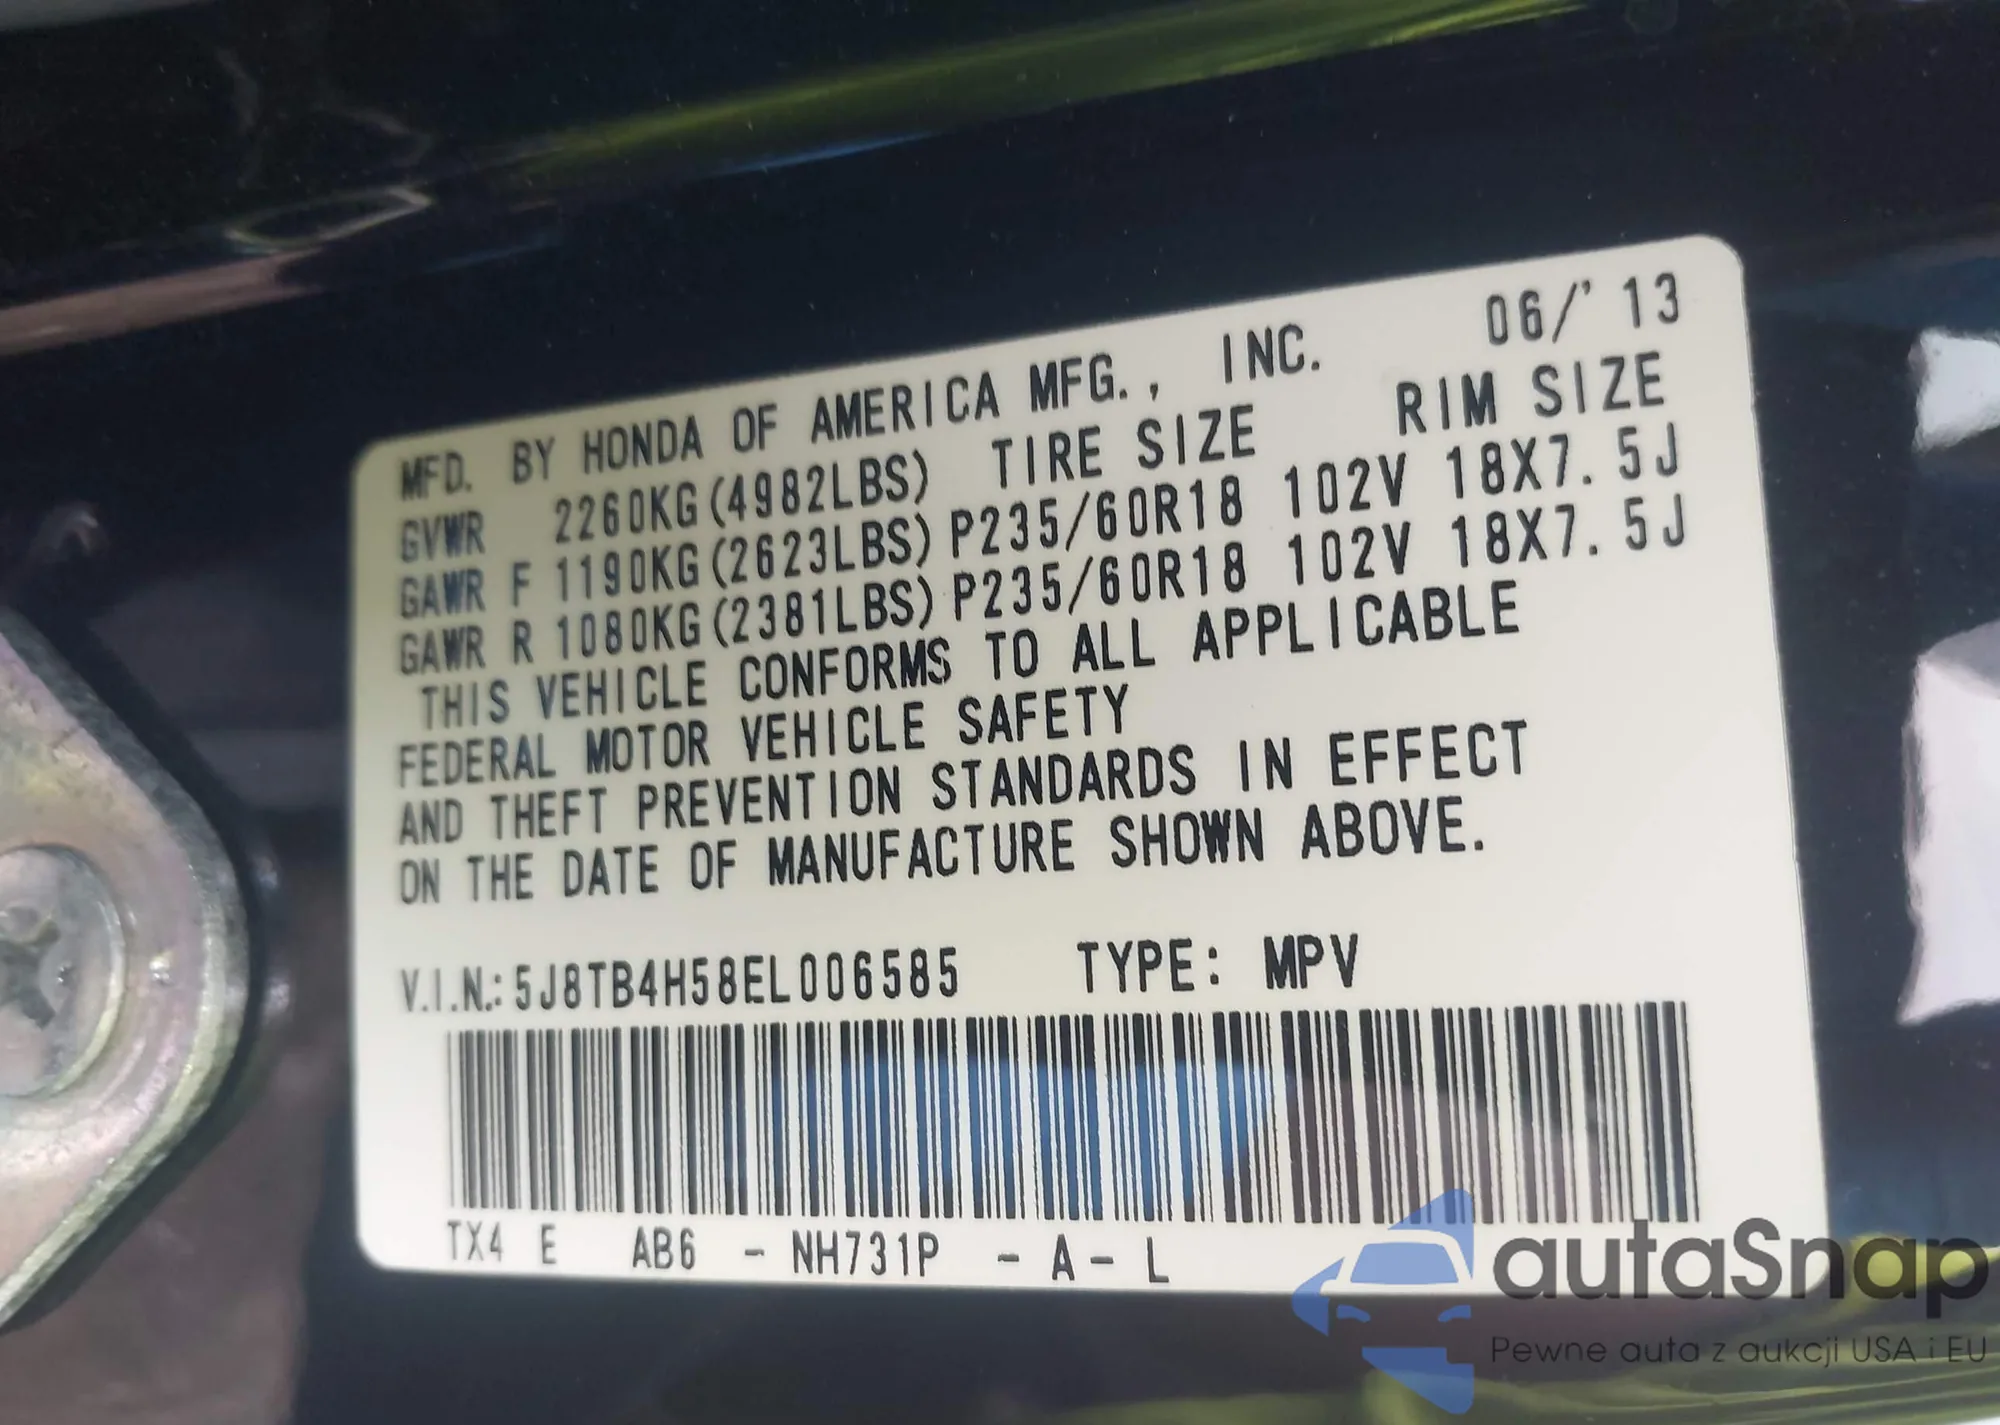 06/'13
MFD. BY HONDA OF AMERICA MFG., INC.
TIRE SIZE RIM SIZE
GVWR 2260KG(4982LBS)
GAWR F 1190KG(2623LBS) P235/60R18 102V 18X7.5J
GAWR R 1080KG(2381LBS) P235/60R18 102V 18X7.5J
THIS VEHICLE CONFORMS TO ALL APPLICABLE
FEDERAL MOTOR VEHICLE SAFETY
AND THEFT PREVENTION STANDARDS IN EFFECT
ON THE DATE OF MANUFACTURE SHOWN ABOVE.
V.I.N.: 5J8TB4H58EL006585 TYPE: MPV
TX4 E AB6 - NH731P - A - L
autaSnap
Pewne auta z aukcji USA i EU